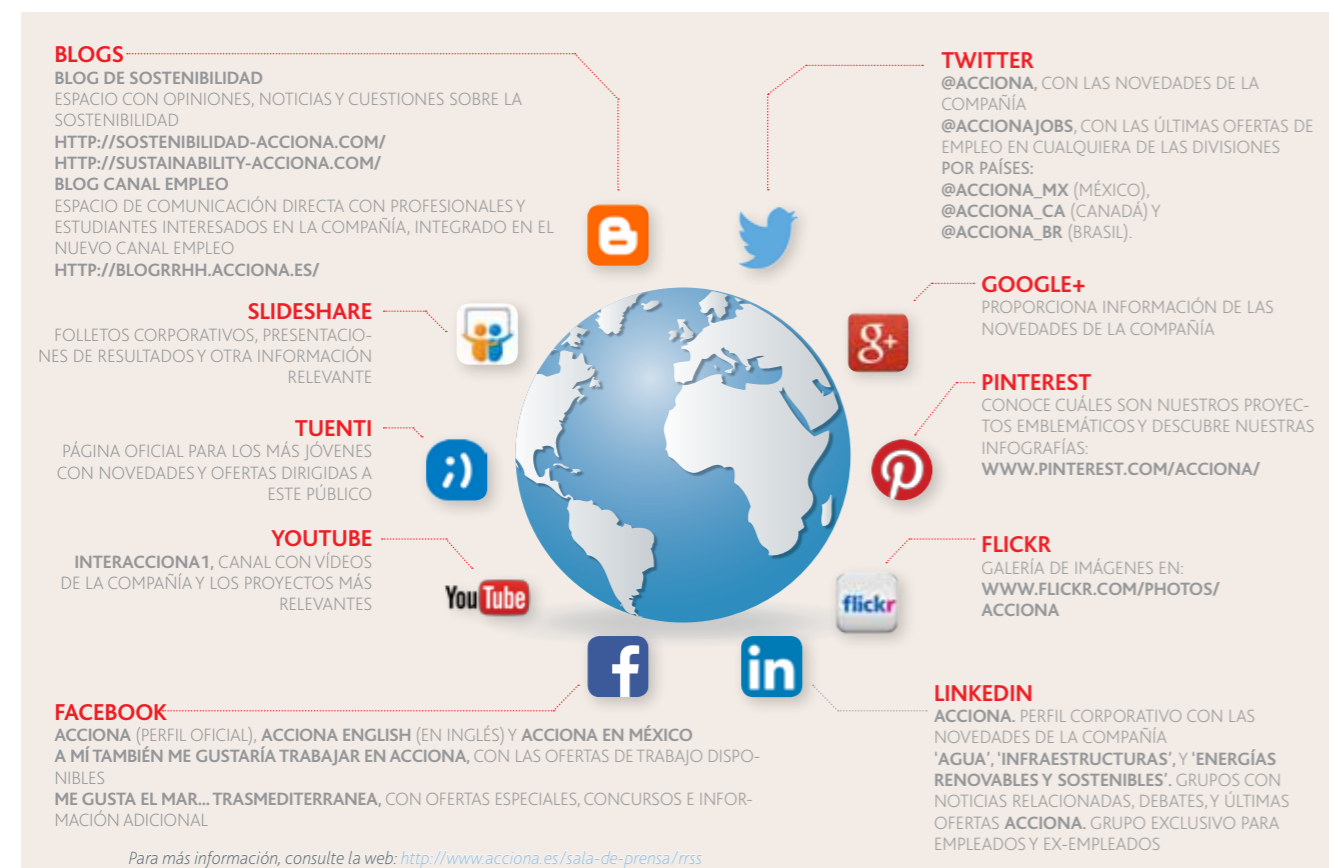 BLOGS
BLOG DE SOSTENIBILIDAD
ESPACIO CON OPINIONES, NOTICIAS Y CUESTIONES SOBRE LA
SOSTENIBILIDAD
HTTP://SOSTENIBILIDAD-ACCIONA.COM/
HTTP://SUSTAINABILITY-ACCIONA.COM/
BLOG CANAL EMPLEO
ESPACIO DE COMUNICACIÓN DIRECTA CON PROFESIONALES Y
ESTUDIANTES INTERESADOS EN LA COMPAÑÍA, INTEGRADO EN EL
NUEVO CANAL EMPLEO
HTTP://BLOGRRHH.ACCIONA.ES/
SLIDESHARE
FOLLETOS CORPORATIVOS, PRESENTACIO-
NES DE RESULTADOS Y OTRA INFORMACIÓN
RELEVANTE
TUENTI
PÁGINA OFICIAL PARA LOS MÁS JÓVENES
CON NOVEDADES Y OFERTAS DIRIGIDAS A
ESTE PÚBLICO
;)
YOUTUBE
INTERACCIONA1, CANAL CON VÍDEOS
DE LA COMPAÑÍA Y LOS PROYECTOS MÁS
RELEVANTES
YouTube
f
FACEBOOK
ACCIONA (PERFIL OFICIAL), ACCIONA ENGLISH (EN INGLÉS) Y ACCIONA EN MÉXICO
A MÍ TAMBIÉN ME GUSTARÍA TRABAJAR EN ACCIONA, CON LAS OFERTAS DE TRABAJO DISPO-
NIBLES
ME GUSTA EL MAR... TRASMEDITERRANEA, CON OFERTAS ESPECIALES, CONCURSOS E INFOR-
MACIÓN ADICIONAL
TWITTER
@ACCIONA, CON LAS NOVEDADES DE LA
COMPAÑÍA
@ACCIONAJOBS, CON LAS ÚLTIMAS OFERTAS DE
EMPLEO EN CUALQUIERA DE LAS DIVISIONES
POR PAÍSES:
@ACCIONA_MX (MÉXICO),
@ACCIONA_CA (CANADÁ) Y
@ACCIONA_BR (BRASIL).
GOOGLE+
PROPORCIONA INFORMACIÓN DE LAS
NOVEDADES DE LA COMPAÑÍA
g+
PINTEREST
CONOCE CUÁLES SON NUESTROS PROYEC-
TOS EMBLEMÁTICOS Y DESCUBRE NUESTRAS
INFOGRAFÍAS:
WWW.PINTEREST.COM/ACCIONA/
FLICKR
GALERÍA DE IMÁGENES EN:
WWW.FLICKR.COM/PHOTOS/
ACCIONA
flickr
in
LINKEDIN
ACCIONA. PERFIL CORPORATIVO CON LAS
NOVEDADES DE LA COMPAÑÍA
'AGUA', 'INFRAESTRUCTURAS', Y 'ENERGÍAS
RENOVABLES Y SOSTENIBLES'. GRUPOS CON
NOTICIAS RELACIONADAS, DEBATES, Y ÚLTIMAS
OFERTAS ACCIONA. GRUPO EXCLUSIVO PARA
EMPLEADOS Y EX-EMPLEADOS
Para más información, consulte la web: http://www.acciona.es/sala-de-prensa/rrss